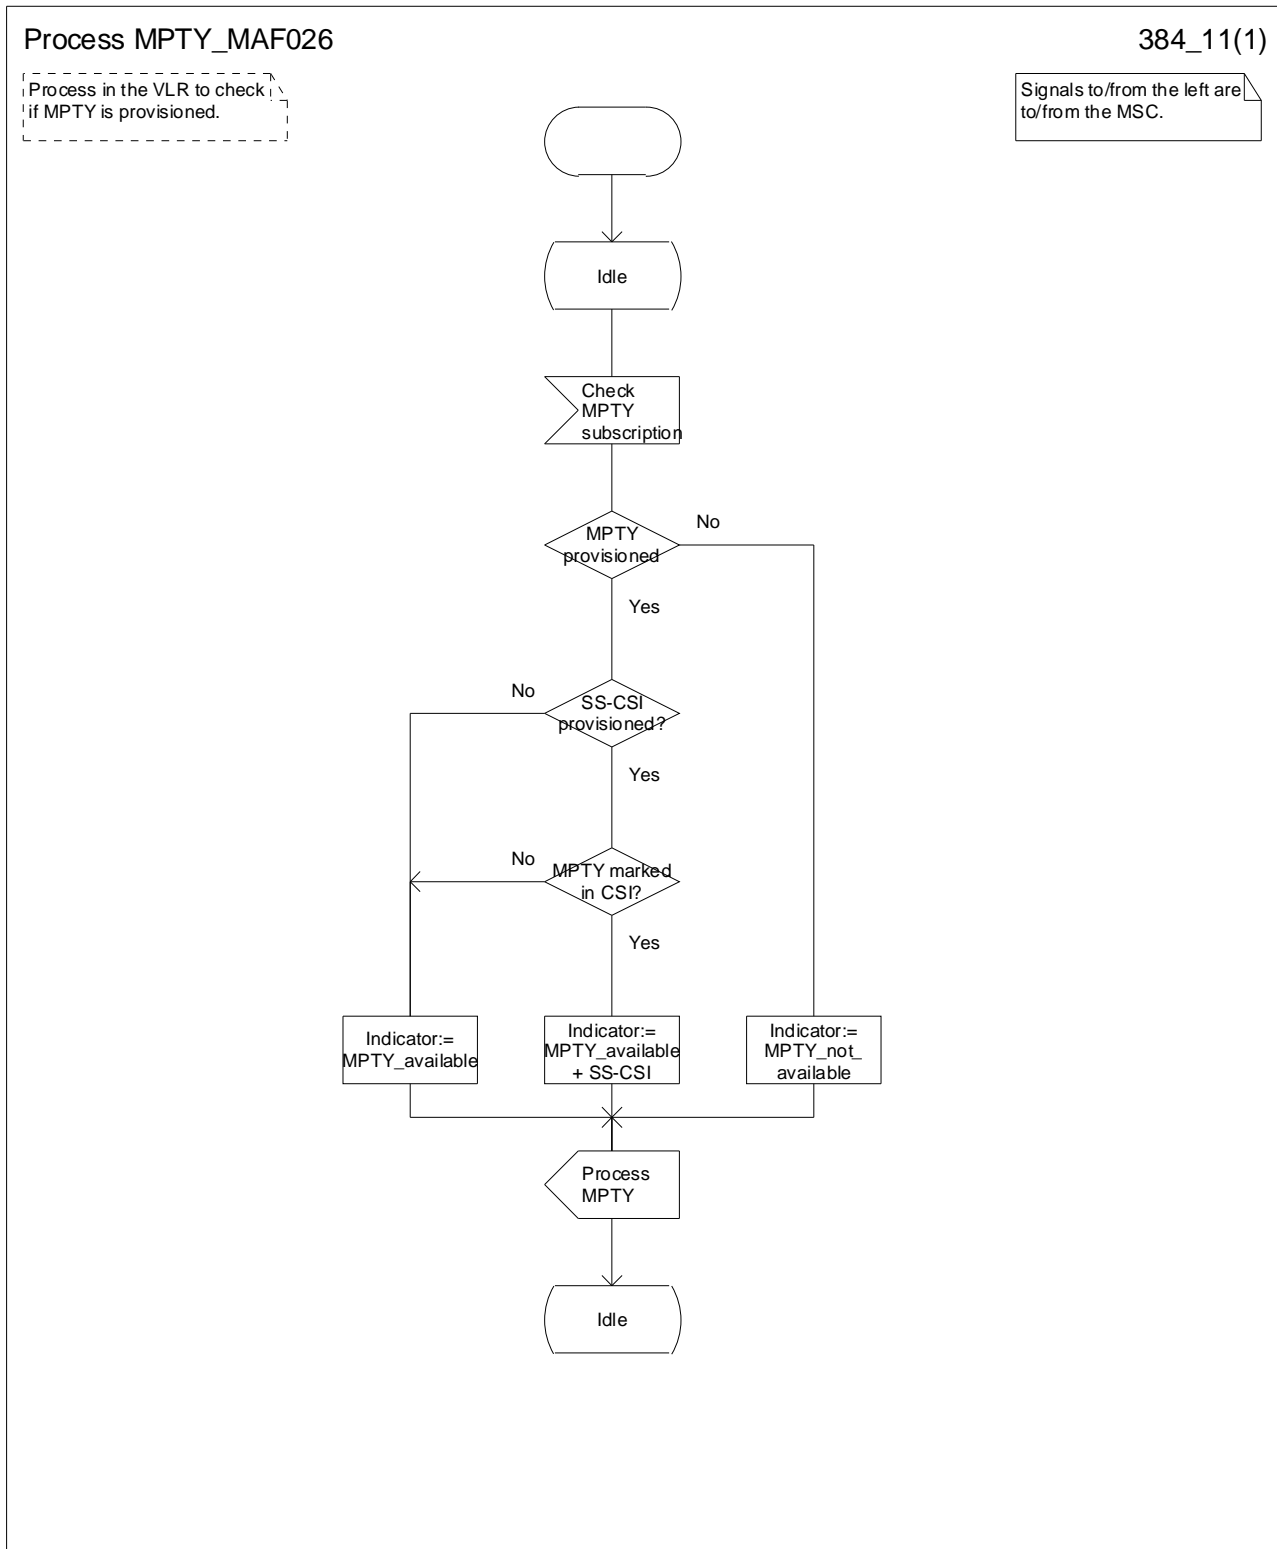 Process MPTY_MAF026
384_11(1)
Process in the VLR to check
if MPTY is provisioned.
Signals to/from the left are
to/from the MSC.
Idle
Check
MPTY
subscription
MPTY
provisioned
No
Yes
No
SS-CSI
provisioned?
Yes
No
MPTY marked
in CSI?
Yes
Indicator:=
MPTY_available
Indicator:=
MPTY_available
+ SS-CSI
Indicator:=
MPTY_not_
available
Process
MPTY
Idle